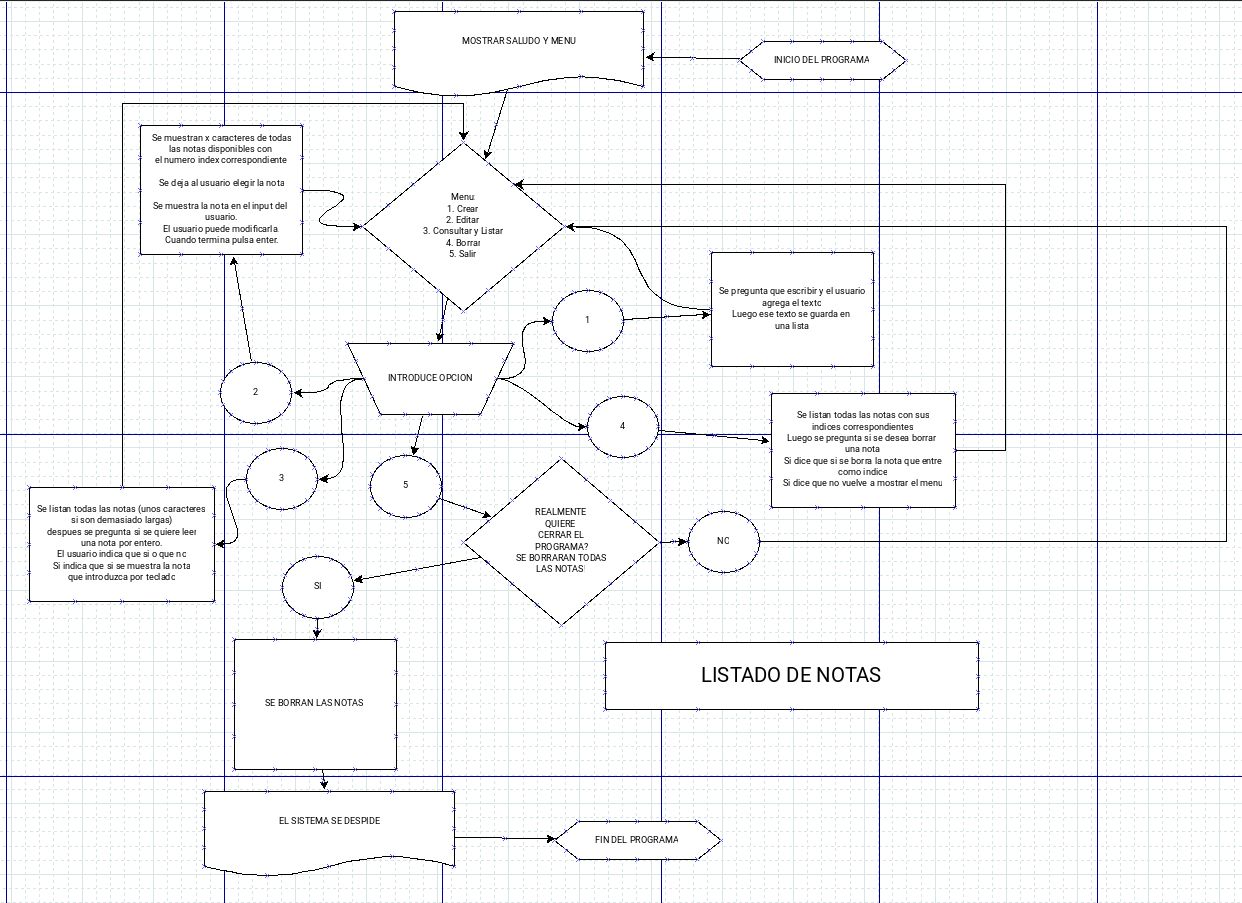 MOSTRAR SALUDO Y MENU
INICIO DEL PROGRAMA
Se muestran x caracteres de todas
las notas disponibles con
el numero index correspondiente
Se deja al usuario elegir la nota
Se muestra la nota en el input del
usuario.
El usuario puede modificarla
Cuando termina pulsa enter.
Menu:
1. Crear
2. Editar
3. Consultar y Listar
4. Borrar
5. Salir
Se pregunta que escribir y el usuario
agrega el texto
Luego ese texto se guarda en
una lista
1
INTRODUCE OPCION
2
4
Se listan todas las notas con sus
indices correspondientes
Luego se pregunta si se desea borrar
una nota
Si dice que si se borra la nota que entre
como indice
Si dice que no vuelve a mostrar el menu
3
5
Se listan todas las notas (unos caracteres
si son demasiado largas)
despues se pregunta si se quiere leer
una nota por entero.
El usuario indica que si o que no
Si indica que si se muestra la nota
que introduzca por teclado
REALMENTE
QUIERE
CERRAR EL
PROGRAMA?
SE BORRARAN TODAS
LAS NOTAS!
NO
SI
SE BORRAN LAS NOTAS
LISTADO DE NOTAS
EL SISTEMA SE DESPIDE
FIN DEL PROGRAMA